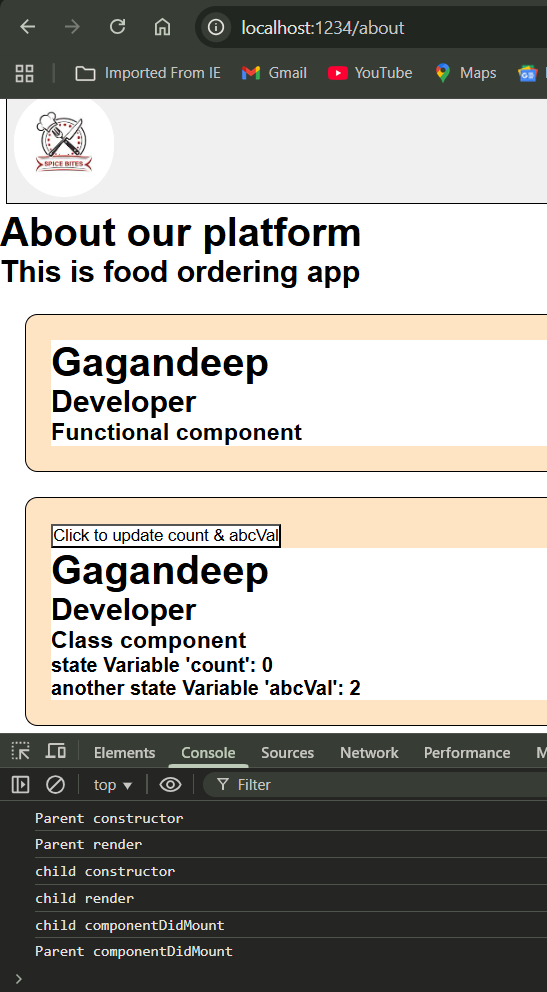 localhost:1234/about
Imported From IE Gmail YouTube Maps
SPICE BITES
About our platform
This is food ordering app
Gagandeep
Developer
Functional component
Click to update count & abcVal
Gagandeep
Developer
Class component
state Variable 'count': 0
another state Variable 'abcVal': 2
Elements Console Sources Network Performance M
top Filter
Parent constructor
Parent render
child constructor
child render
child componentDidMount
Parent componentDidMount